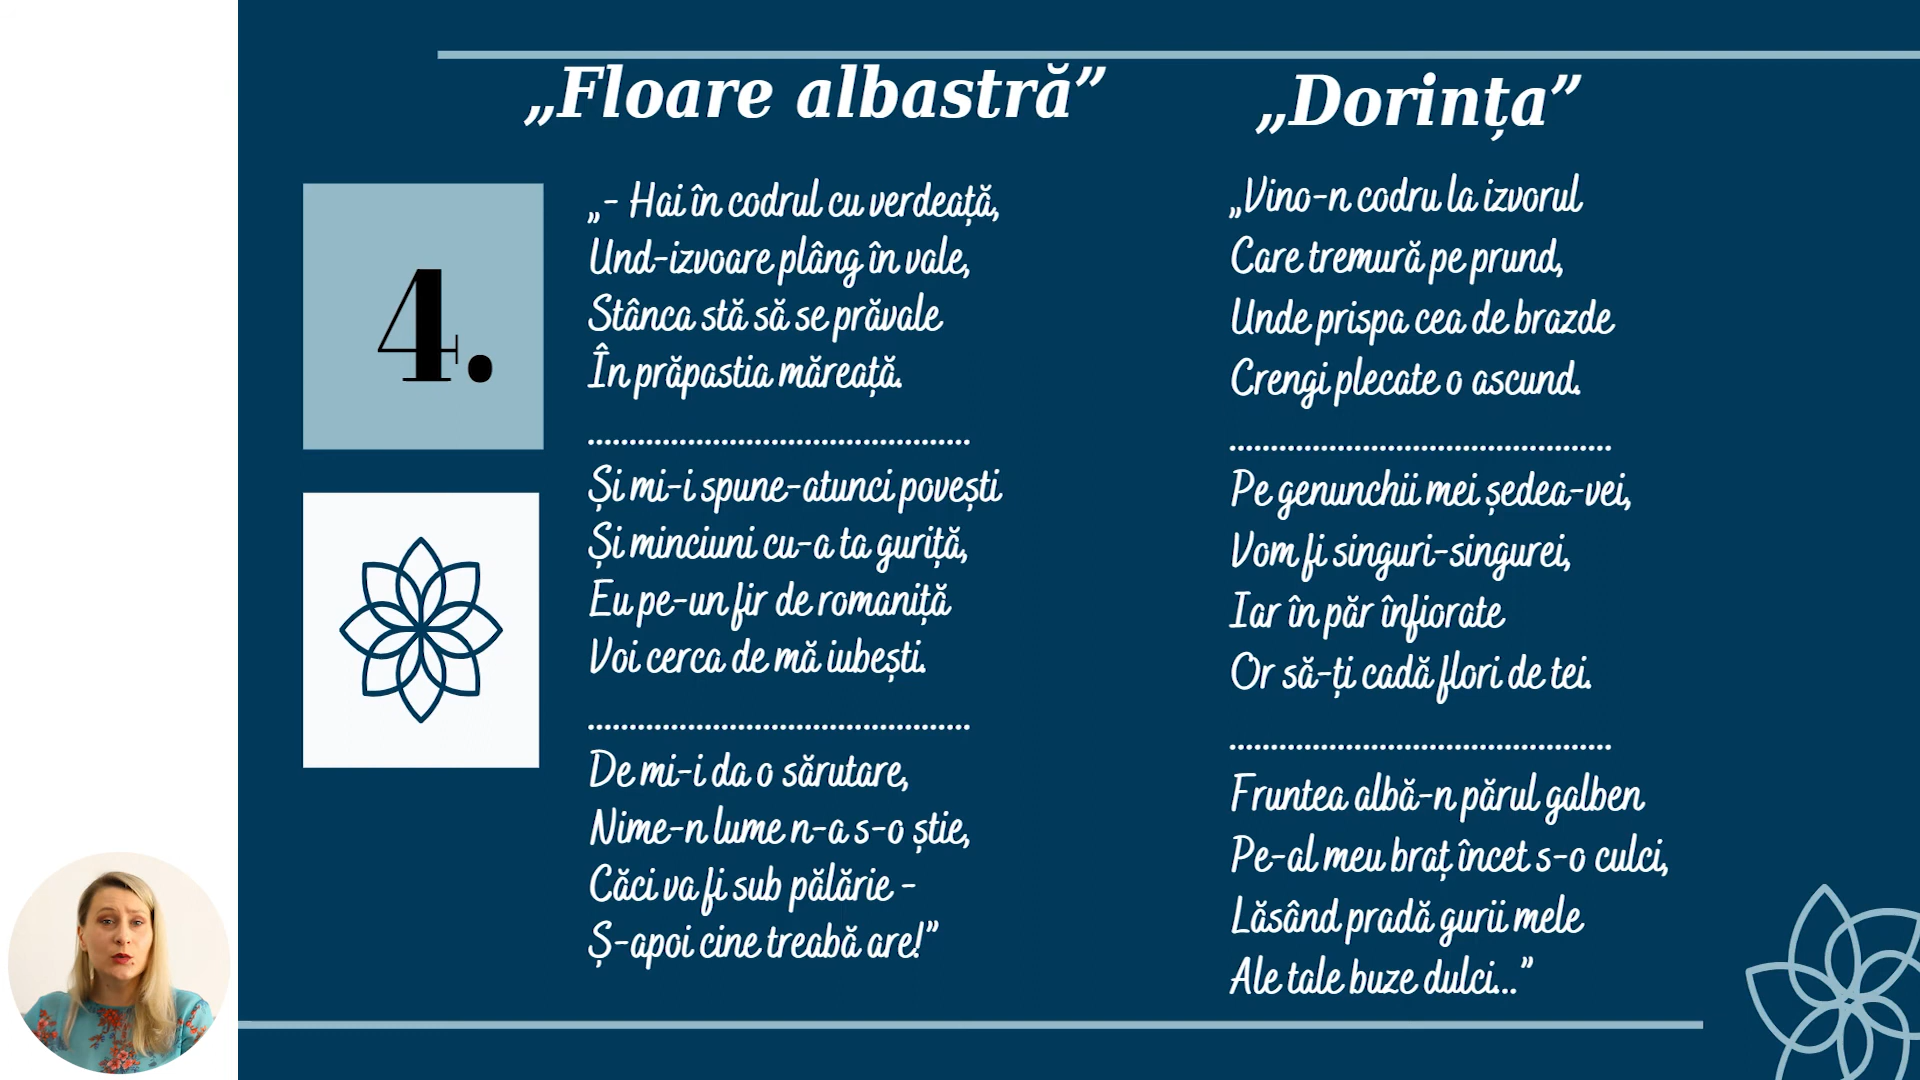 „Floare albastră”
„Dorința”
4.
„- Hai în codrul cu verdeață,
Und-izvoare plâng în vale,
Stânca stă să se prăvale
În prăpastia măreață.
..............................................
Și mi-i spune-atunci povești
Și minciuni cu-a ta guriță,
Eu pe-un fir de romaniță
Voi cerca de mă iubești.
..............................................
De mi-i da o sărutare,
Nime-n lume n-a s-o știe,
Căci va fi sub pălărie -
Ș-apoi cine treabă are!”
„Vino-n codru la izvorul
Care tremură pe prund,
Unde prispa cea de brazde
Crengi plecate o ascund.
..............................................
Pe genunchii mei ședea-vei,
Vom fi singuri-singurei,
Iar în păr înfiorate
Or să-ți cadă flori de tei.
..............................................
Fruntea albă-n părul galben
Pe-al meu braț încet s-o culci,
Lăsând pradă gurii mele
Ale tale buze dulci...”